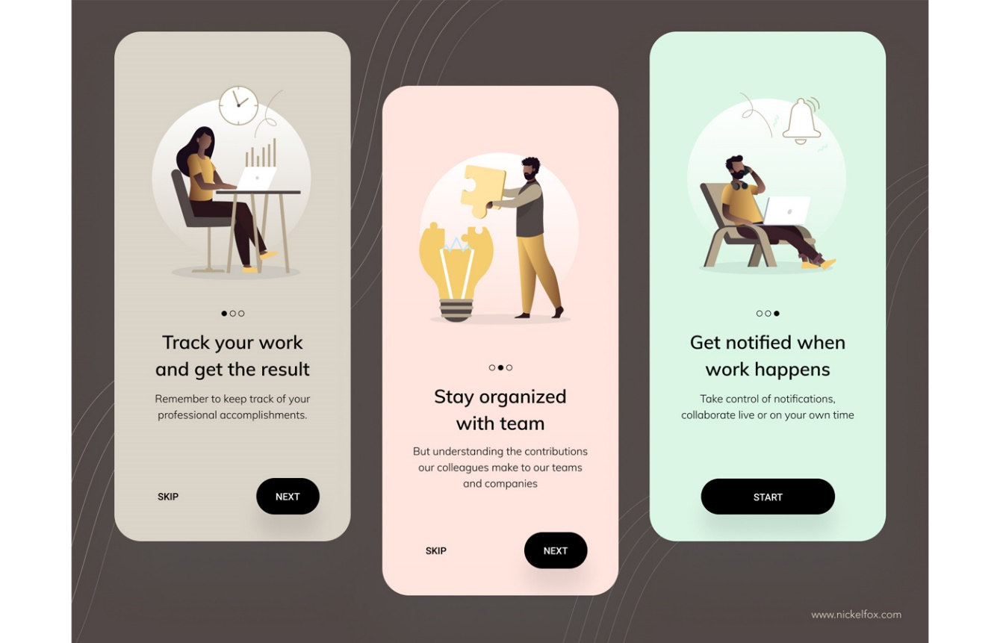 Track your work
and get the result
Remember to keep track of your
professional accomplishments.
SKIP
NEXT
Stay organized
with team
But understanding the contributions
our colleagues make to our teams
and companies
SKIP
NEXT
Get notified when
work happens
Take control of notifications,
collaborate live or on your own time
START
www.nickelfox.com